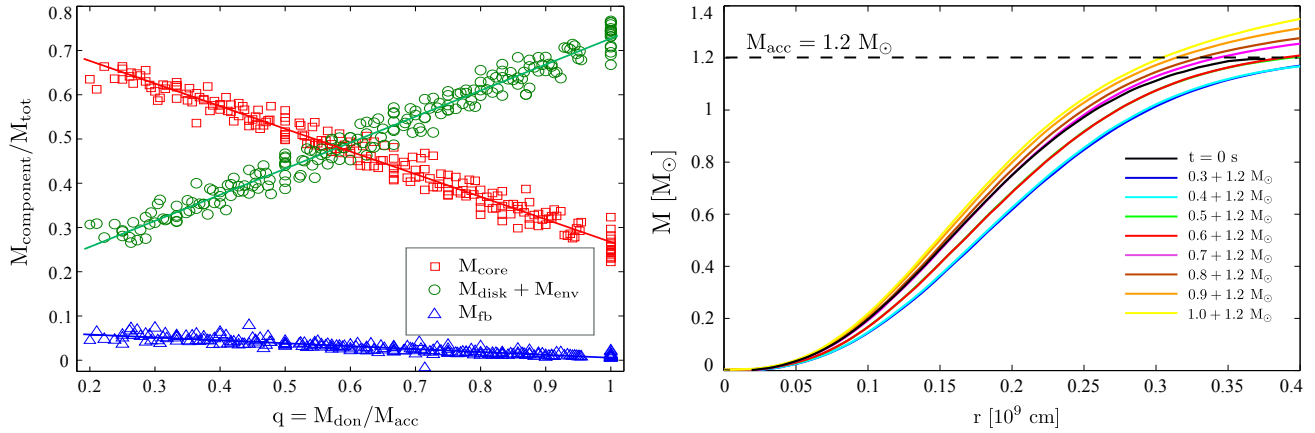 0.8
0.7
0.6
0.5
0.4
0.3
0.2
0.1
0
M_component/M_tot
M_core
M_disk + M_env
M_fb
0.2 0.3 0.4 0.5 0.6 0.7 0.8 0.9 1
q = M_don/M_acc
1.4
1.2
1
0.8
0.6
0.4
0.2
0
M [M_⊙]
M_acc = 1.2 M_⊙
t = 0 s
0.3 + 1.2 M_⊙
0.4 + 1.2 M_⊙
0.5 + 1.2 M_⊙
0.6 + 1.2 M_⊙
0.7 + 1.2 M_⊙
0.8 + 1.2 M_⊙
0.9 + 1.2 M_⊙
1.0 + 1.2 M_⊙
0 0.05 0.1 0.15 0.2 0.25 0.3 0.35 0.4
r [10⁹ cm]